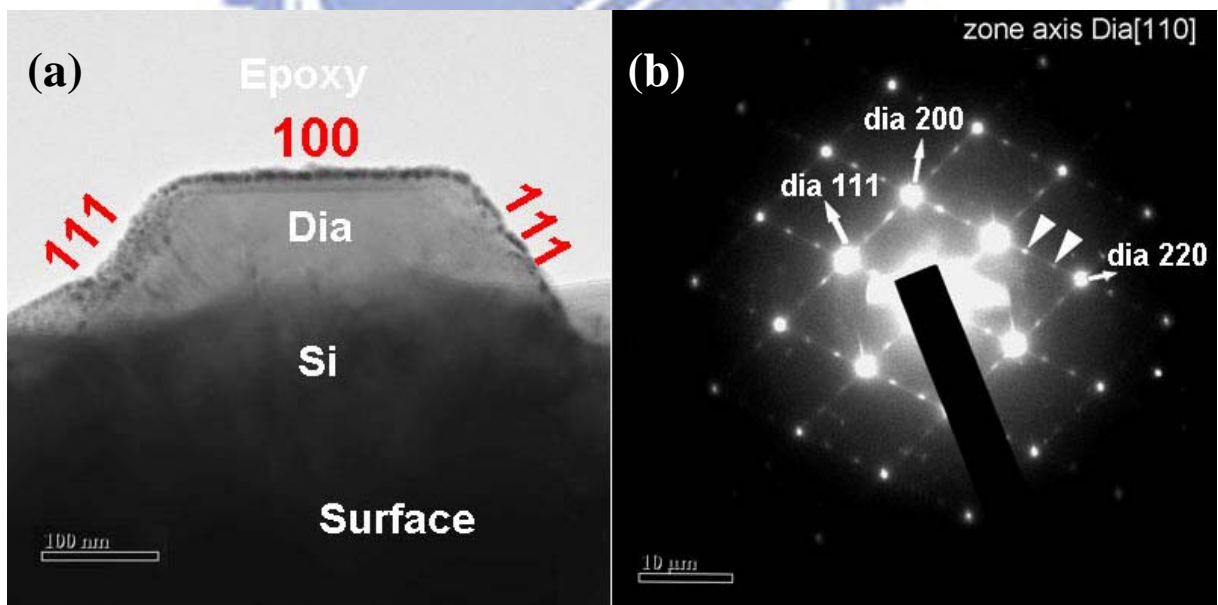 (a)
Epoxy
100
111
111
Dia
Si
Surface
100 nm
(b)
zone axis Dia[110]
dia 200
dia 111
dia 220
10 µm